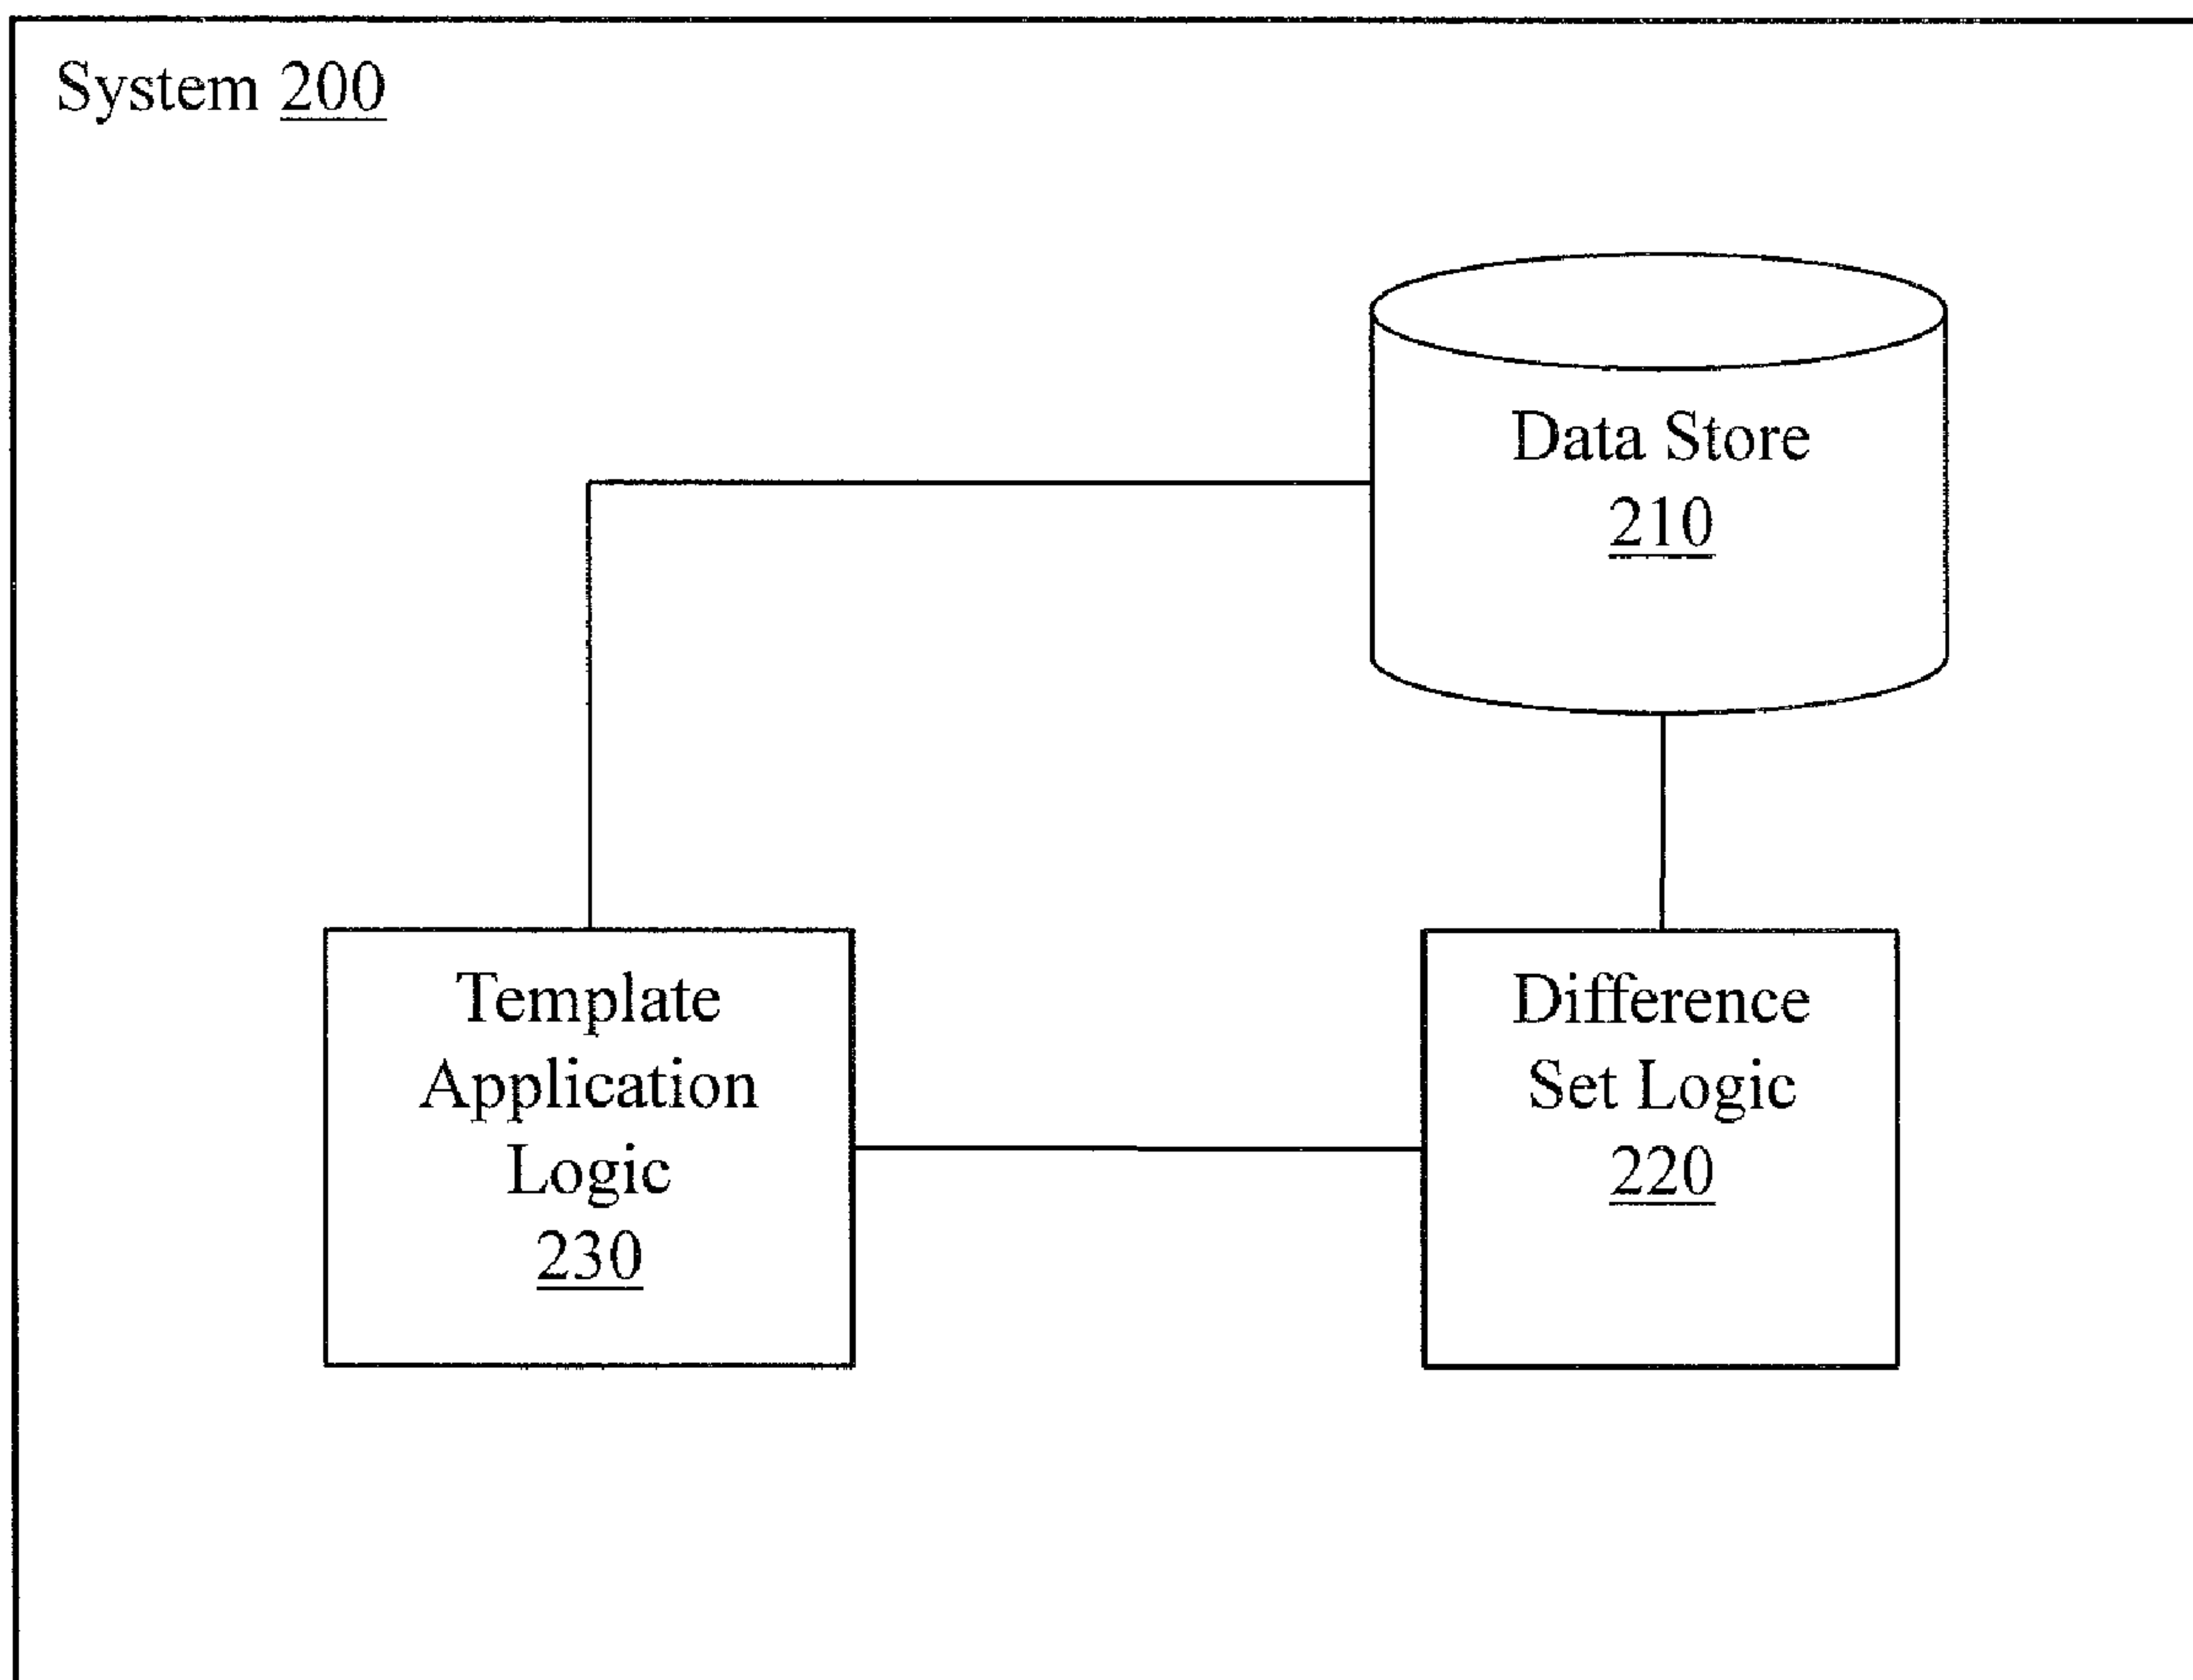 System 200
Data Store
210
Template
Application
Logic
230
Difference
Set Logic
220